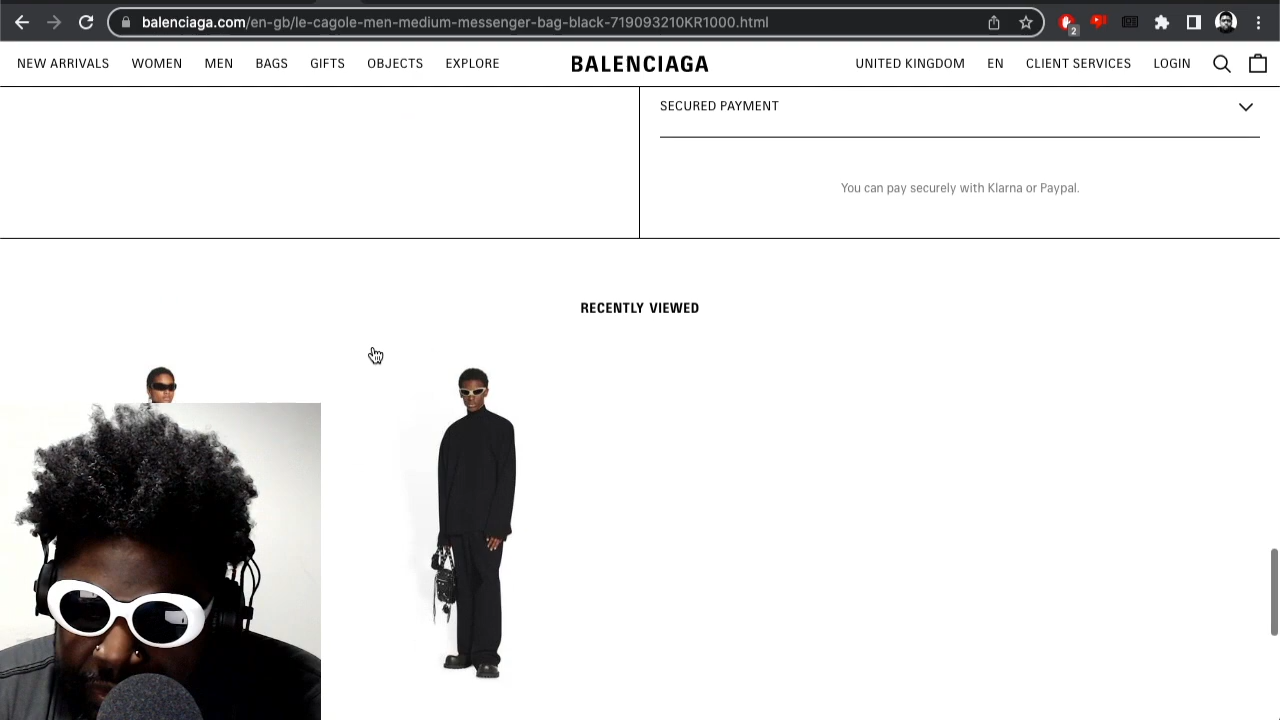 balenciaga.com/en-gb/le-cagole-men-medium-messenger-bag-black-719093210KR1000.html
2
NEW ARRIVALS WOMEN MEN BAGS GIFTS OBJECTS EXPLORE BALENCIAGA UNITED KINGDOM EN CLIENT SERVICES LOGIN
SECURED PAYMENT
You can pay securely with Klarna or Paypal.
RECENTLY VIEWED